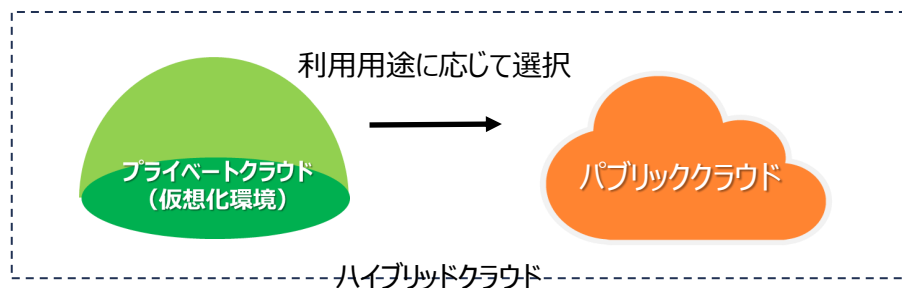 利用用途に応じて選択
プライベートクラウド
（仮想化環境）
パブリッククラウド
ハイブリッドクラウド